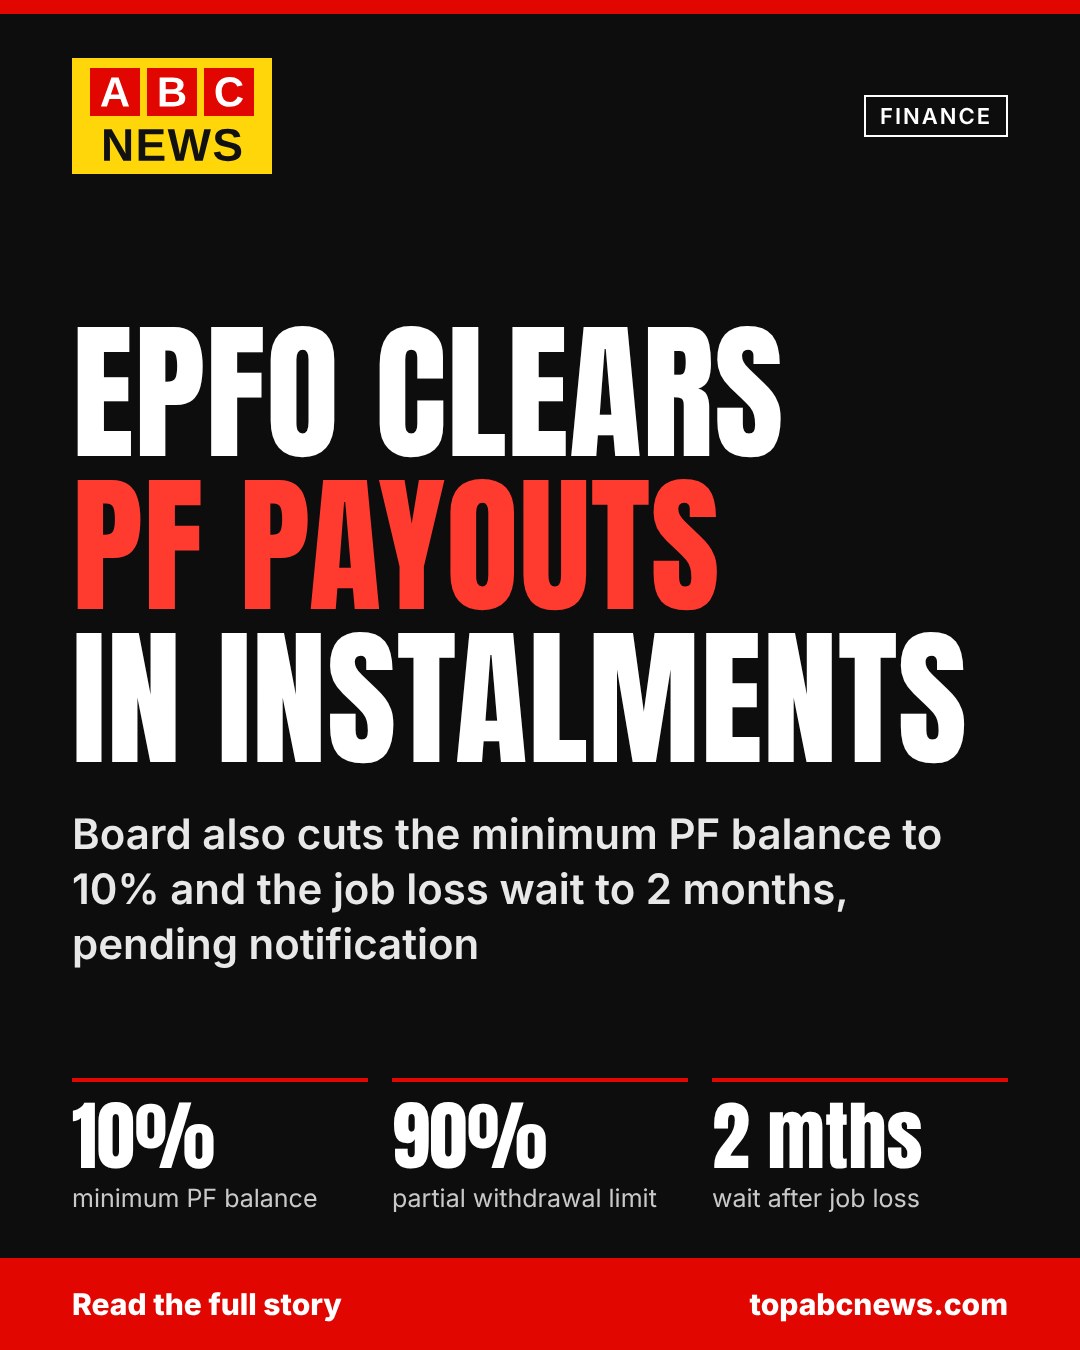 ABC
NEWS
FINANCE
EPFO CLEARS
PF PAYOUTS
IN INSTALMENTS
Board also cuts the minimum PF balance to
10% and the job loss wait to 2 months,
pending notification
10%
minimum PF balance
90%
partial withdrawal limit
2 mths
wait after job loss
Read the full story
topabcnews.com